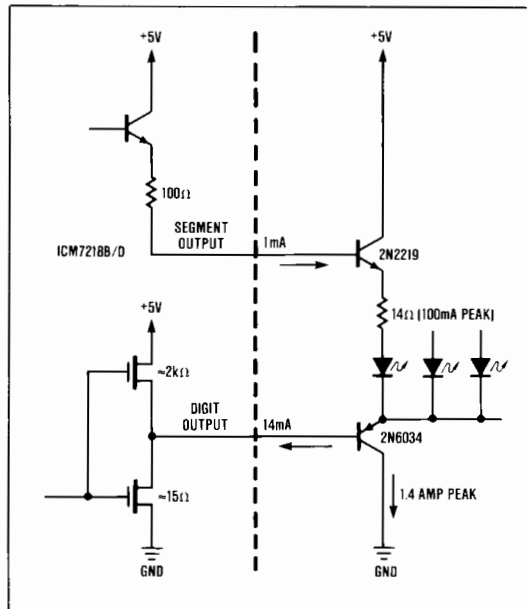 +5V
+5V
100Ω
SEGMENT
OUTPUT
1mA
ICM7218B/D
2N2219
+5V
14Ω (100mA PEAK)
≈2kΩ
DIGIT
OUTPUT
14mA
2N6034
≈15Ω
1.4 AMP PEAK
GND
GND